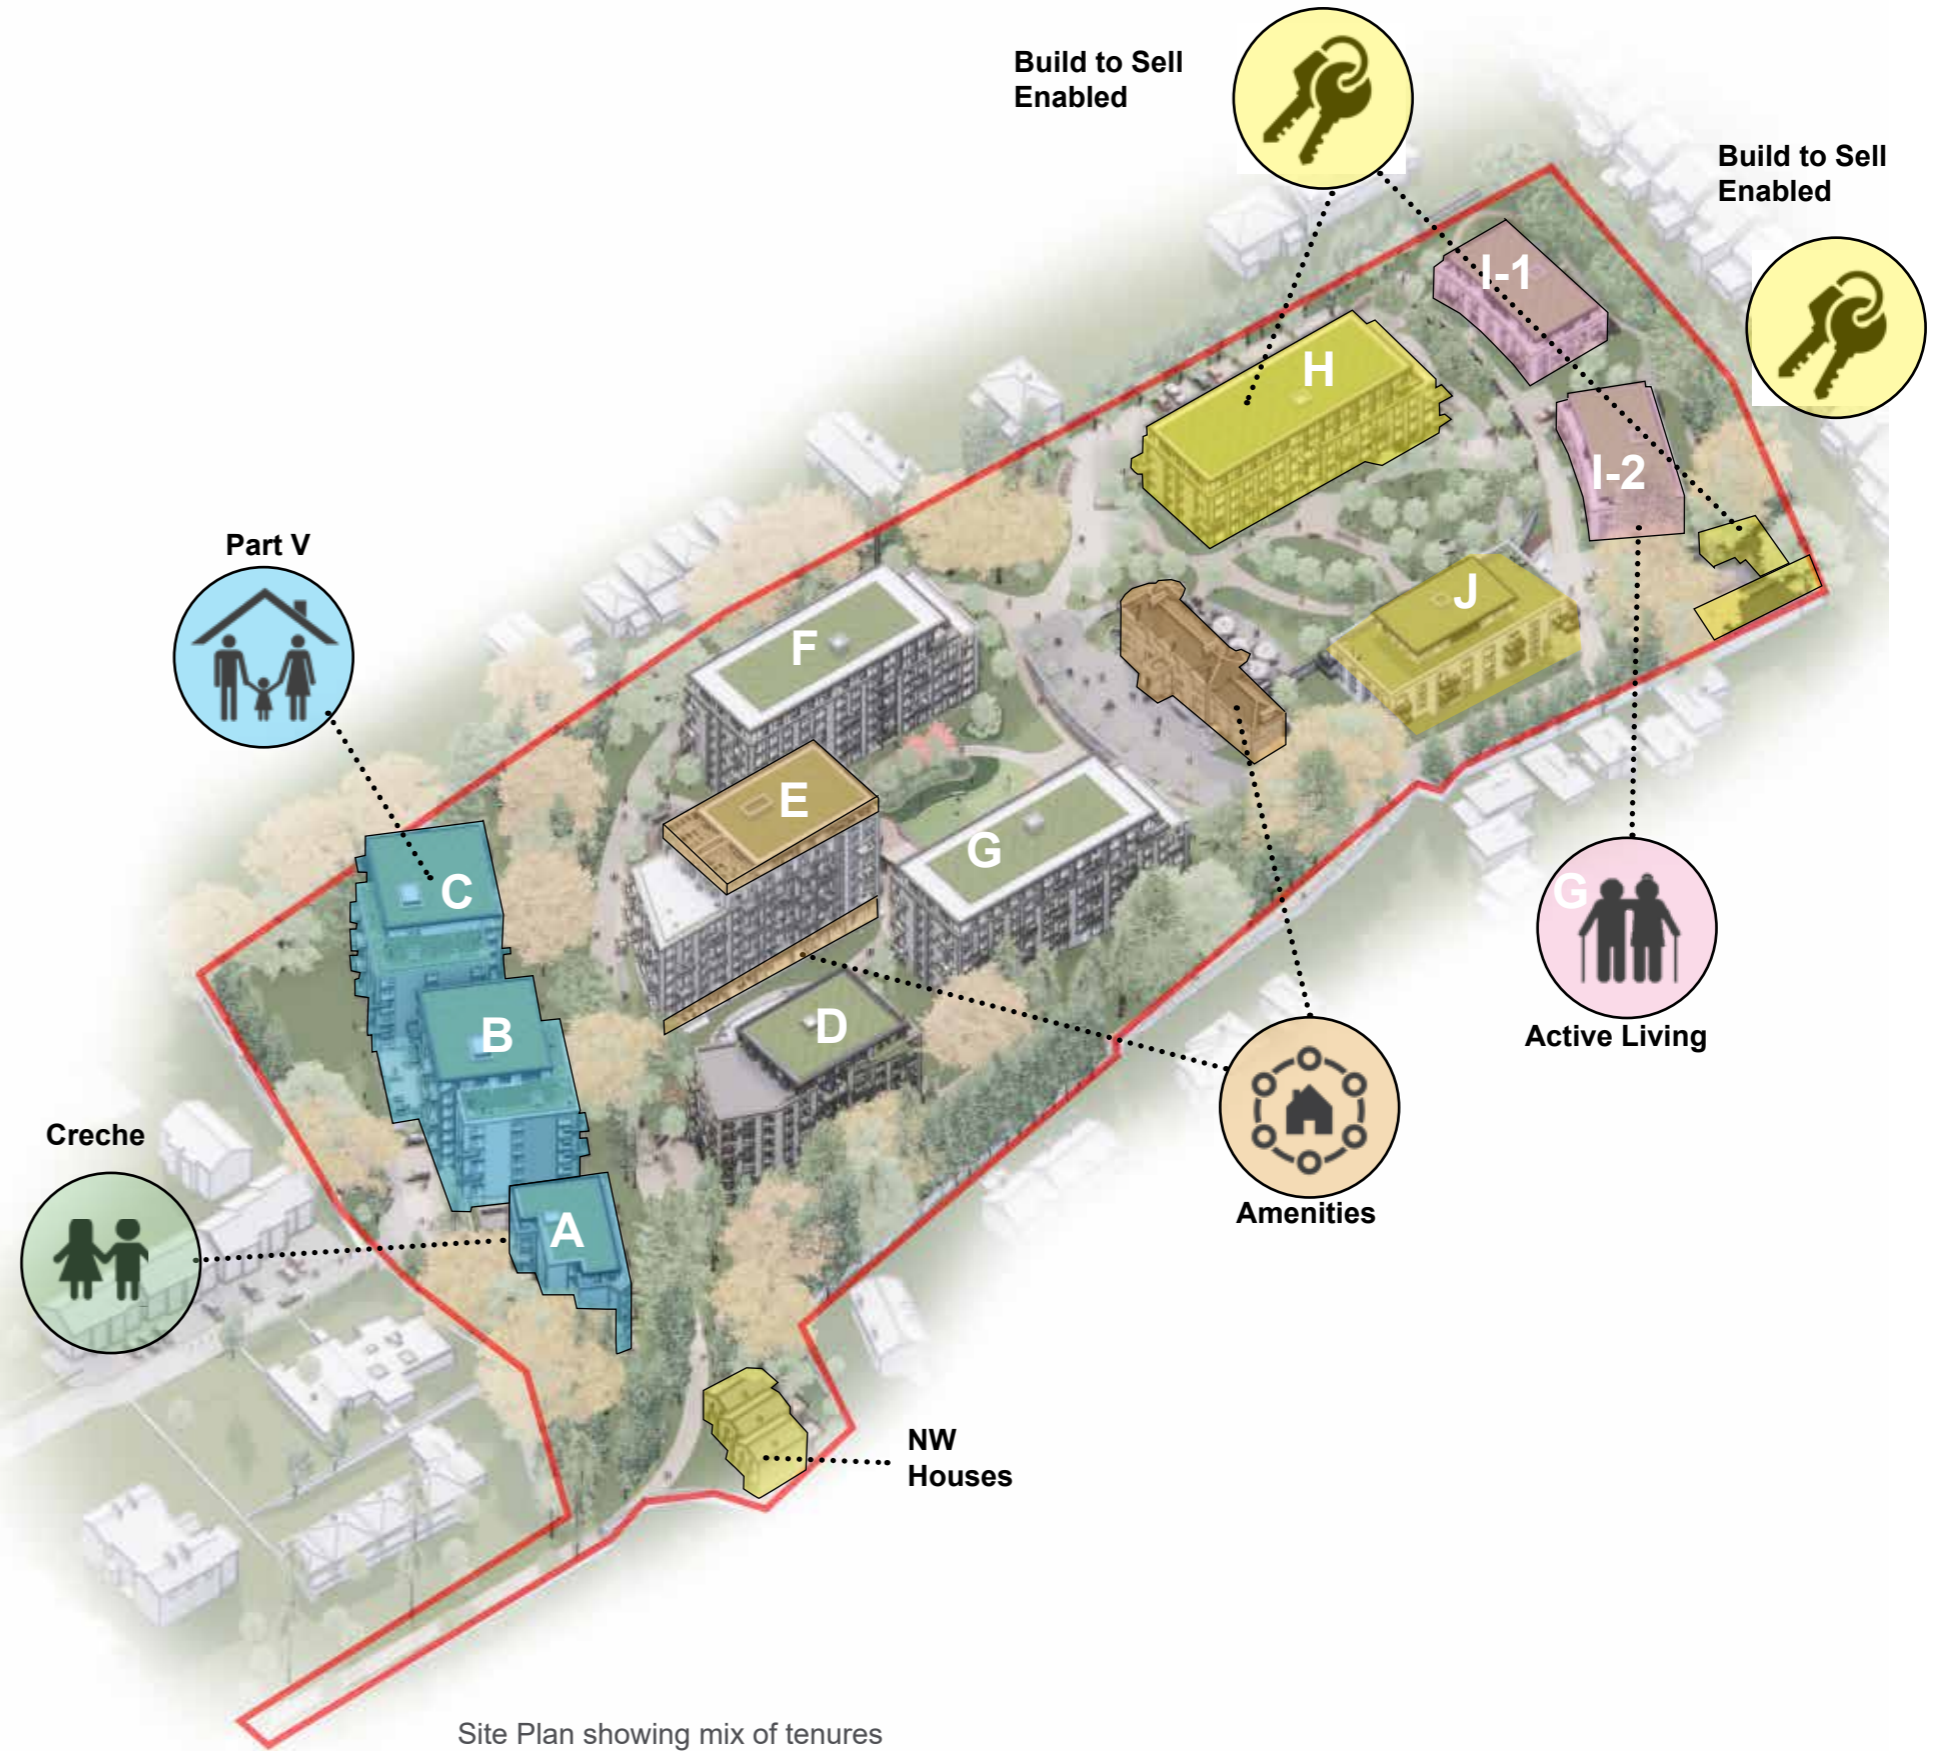 Build to Sell
Enabled
Build to Sell
Enabled
I-1
H
I-2
Part V
J
F
E
G
C
G
Active Living
D
B
Creche
Amenities
A
NW
Houses
Site Plan showing mix of tenures